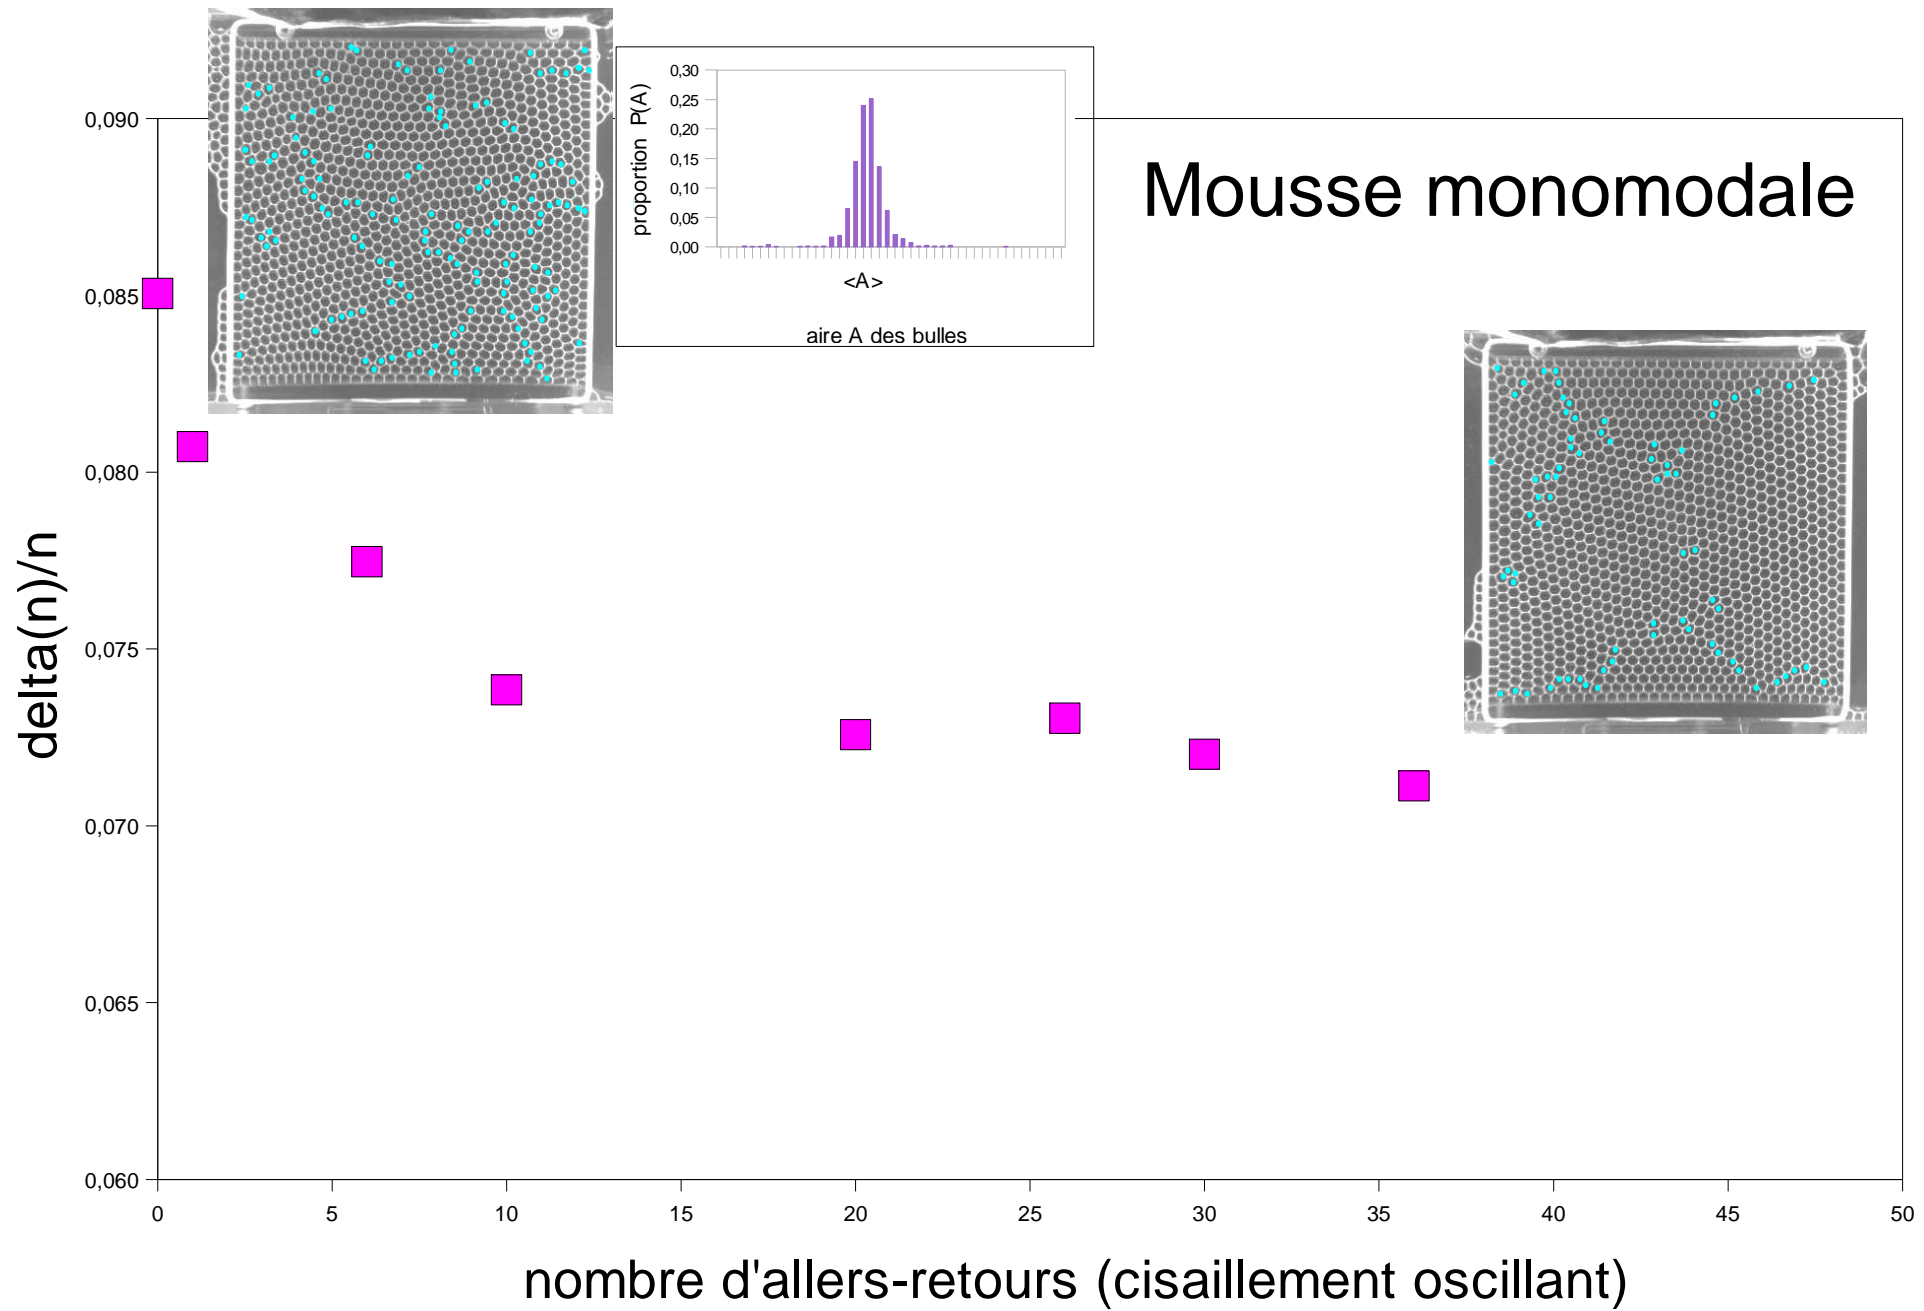 0,30
0,25
0,20
0,15
0,10
0,05
0,00
proportion P(A)
<A>
aire A des bulles
Mousse monomodale
0,090
0,085
0,080
0,075
0,070
0,065
0,060
delta(n)/n
0 5 10 15 20 25 30 35 40 45 50
nombre d'allers-retours (cisaillement oscillant)